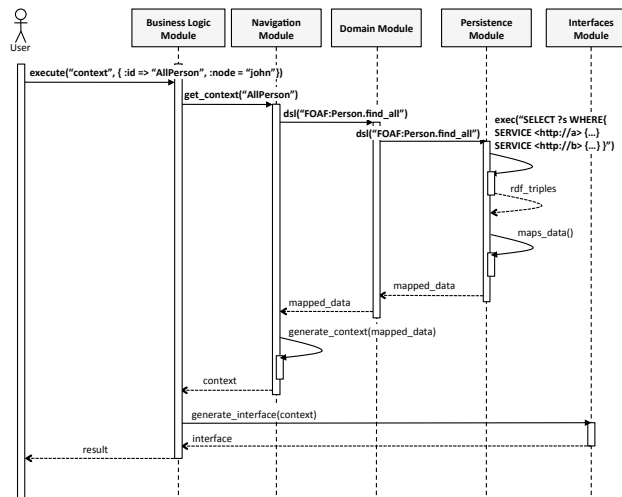 User
Business Logic
Module
Navigation
Module
Domain Module
Persistence
Module
Interfaces
Module
execute(“context”, { :id => “AllPerson”, :node = “john”})
get_context(“AllPerson”)
dsl(“FOAF:Person.find_all”)
dsl(“FOAF:Person.find_all”)
exec(“SELECT ?s WHERE{
SERVICE <http://a> {…}
SERVICE <http://b> {…} }”)
rdf_triples
maps_data()
mapped_data
mapped_data
generate_context(mapped_data)
context
generate_interface(context)
interface
result